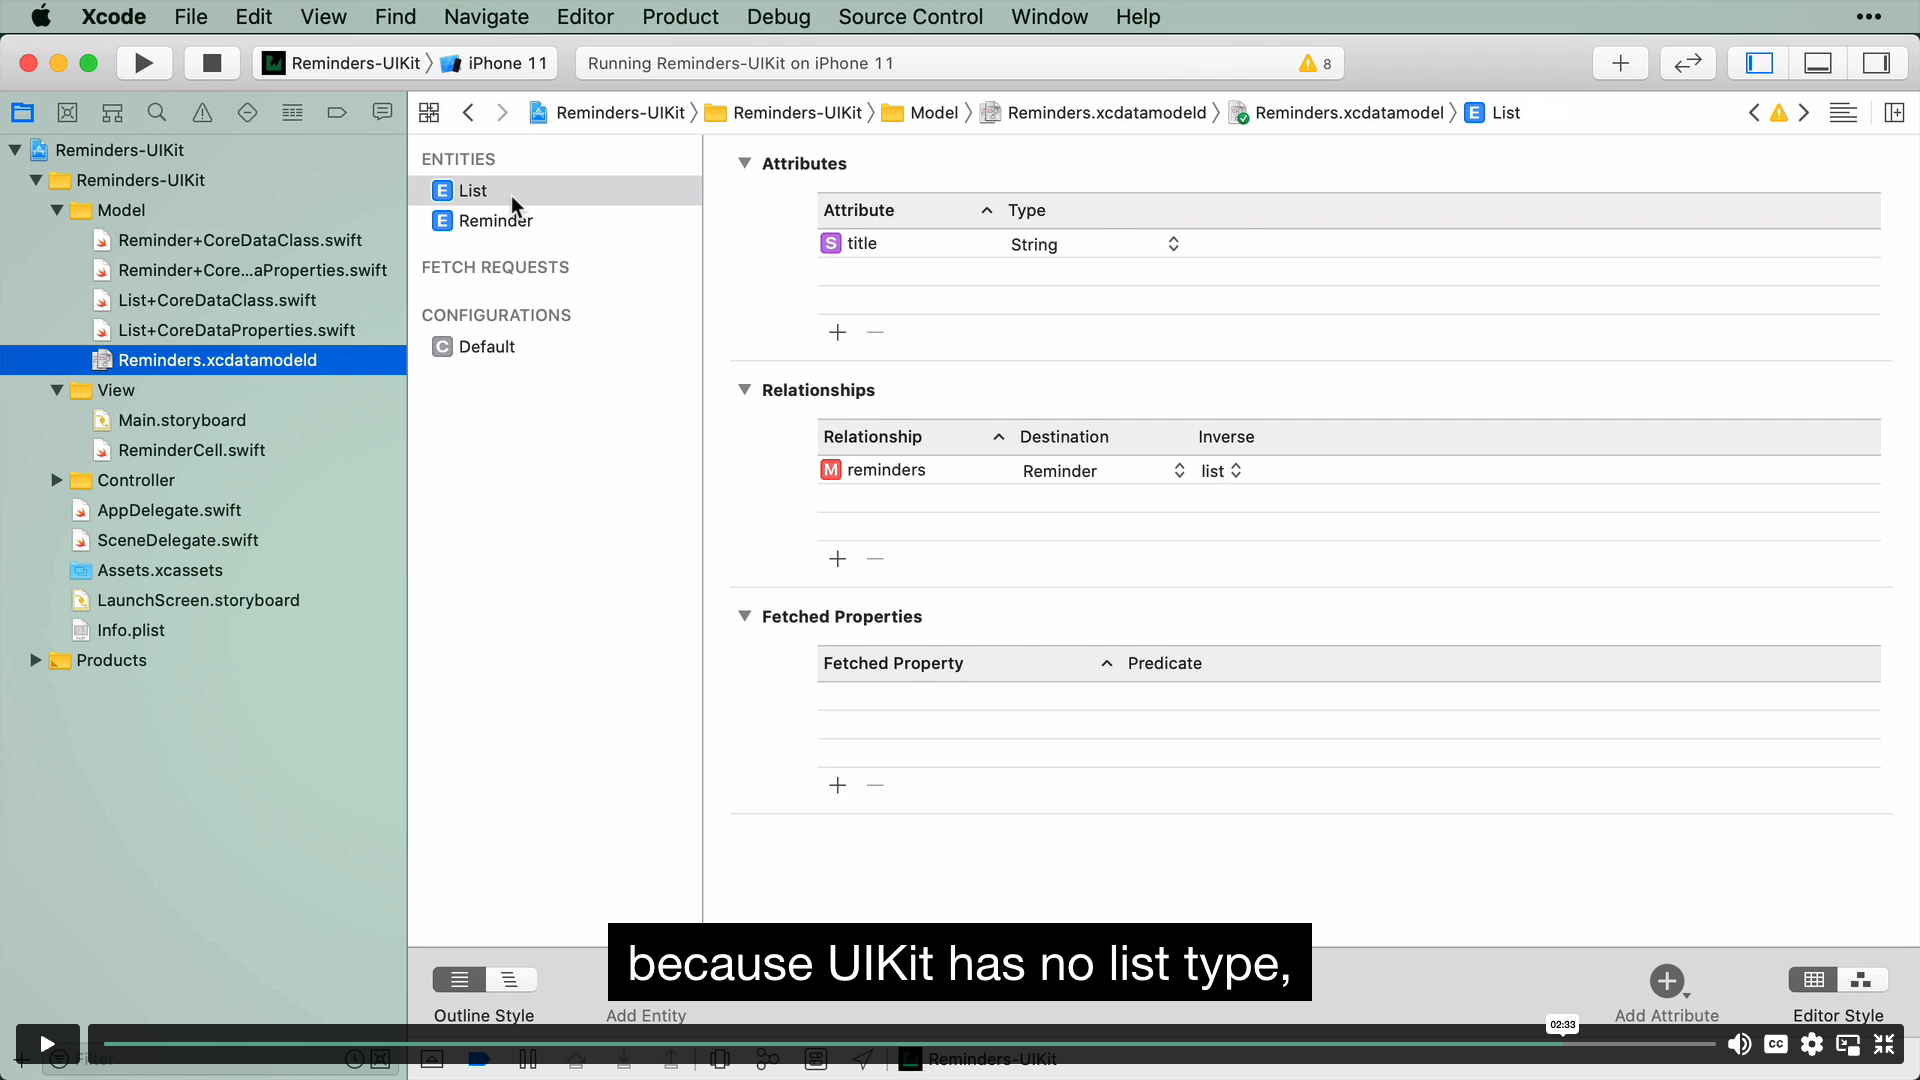 Xcode File Edit View Find Navigate Editor Product Debug Source Control Window Help
Reminders-UIKit iPhone 11
Running Reminders-UIKit on iPhone 11
8
Reminders-UIKit Reminders-UIKit Model Reminders.xcdatamodeld Reminders.xcdatamodel E List
Reminders-UIKit
Reminders-UIKit
Model
Reminder+CoreDataClass.swift
Reminder+Core...aProperties.swift
List+CoreDataClass.swift
List+CoreDataProperties.swift
Reminders.xcdatamodeld
View
Main.storyboard
ReminderCell.swift
Controller
AppDelegate.swift
SceneDelegate.swift
Assets.xcassets
LaunchScreen.storyboard
Info.plist
Products
ENTITIES
E List
E Reminder
FETCH REQUESTS
CONFIGURATIONS
C Default
Attributes
Attribute Type
S title String
Relationships
Relationship Destination Inverse
M reminders Reminder list
Fetched Properties
Fetched Property Predicate
because UIKit has no list type,
Outline Style Add Entity Add Attribute Editor Style
02:33
CC
Filter
Reminders-UIKit